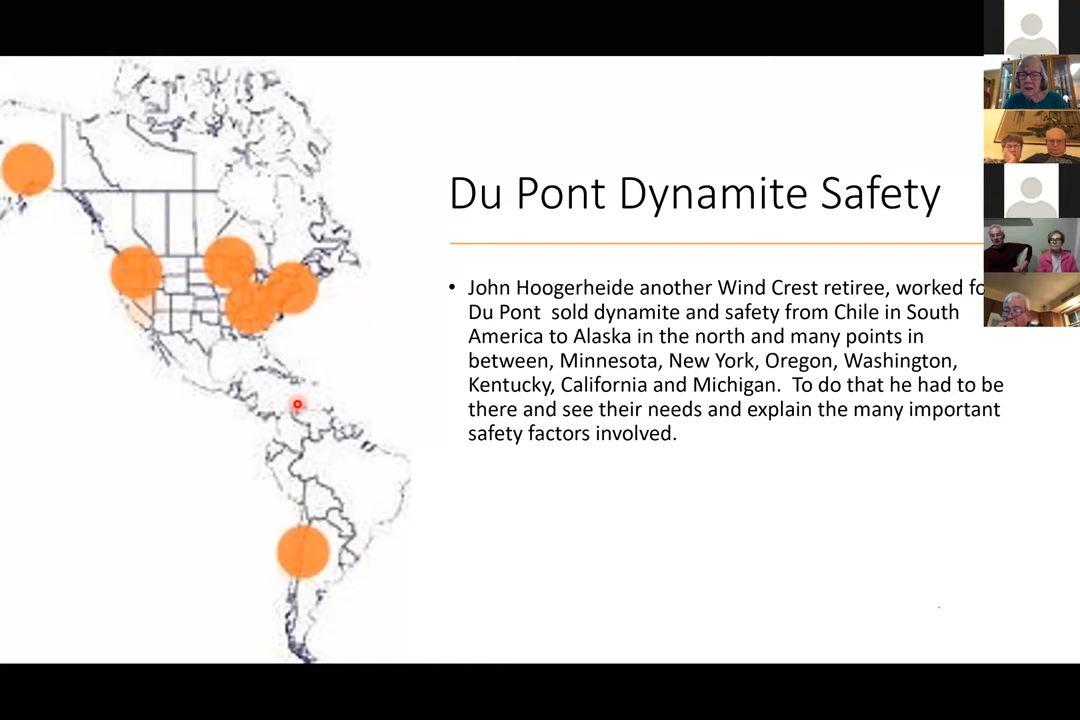 Du Pont Dynamite Safety
• John Hoogerheide another Wind Crest retiree, worked fo
Du Pont  sold dynamite and safety from Chile in South
America to Alaska in the north and many points in
between, Minnesota, New York, Oregon, Washington,
Kentucky, California and Michigan.  To do that he had to be
there and see their needs and explain the many important
safety factors involved.